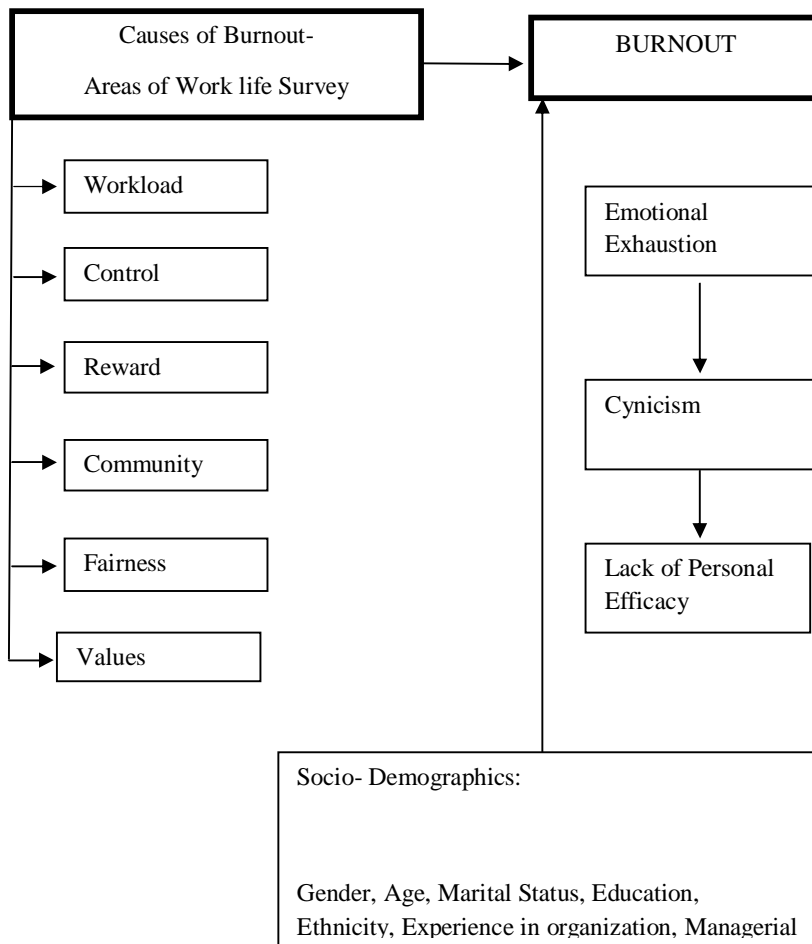 Causes of Burnout-
Areas of Work life Survey
BURNOUT
Workload
Control
Reward
Community
Fairness
Values
Emotional
Exhaustion
Cynicism
Lack of Personal
Efficacy
Socio- Demographics:
Gender, Age, Marital Status, Education,
Ethnicity, Experience in organization, Managerial